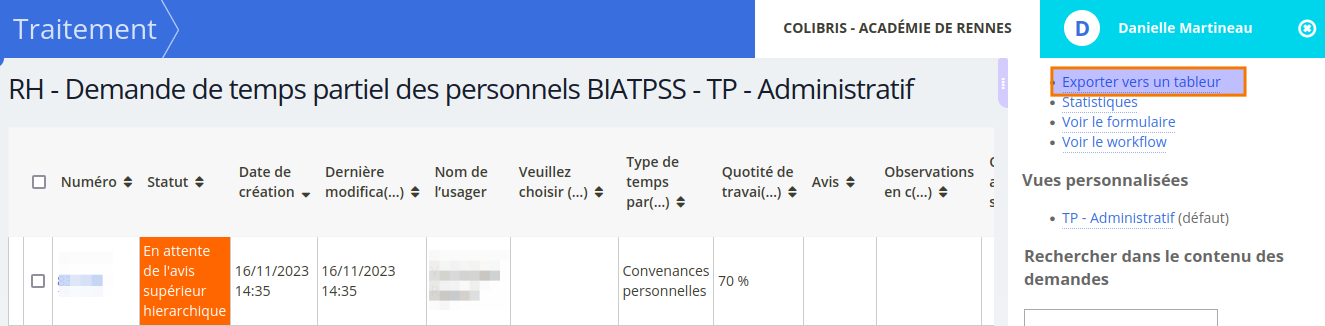 Traitement
COLIBRIS - ACADÉMIE DE RENNES
D
Danielle Martineau
RH - Demande de temps partiel des personnels BIATPSS - TP - Administratif
Numéro
Statut
Date de
création
Dernière
modifica(...)
Nom de
l’usager
Veuillez
choisir (...)
Type de
temps
par(...)
Quotité de
travai(...)
Avis
Observations
en c(...)
En attente
de l'avis
supérieur
hierarchique
16/11/2023
14:35
16/11/2023
14:35
Convenances
personnelles
70 %
Exporter vers un tableur
Statistiques
Voir le formulaire
Voir le workflow
Vues personnalisées
TP - Administratif (défaut)
Rechercher dans le contenu des
demandes